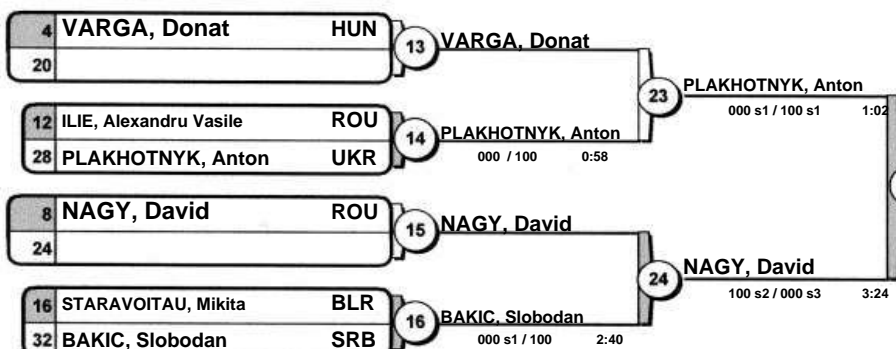 4 VARGA, Donat HUN
20
13 VARGA, Donat
12 ILIE, Alexandru Vasile ROU
28 PLAKHOTNYK, Anton UKR
14 PLAKHOTNYK, Anton
000 / 100 0:58
23 PLAKHOTNYK, Anton
000 s1 / 100 s1 1:02
8 NAGY, David ROU
24
15 NAGY, David
16 STARAVOITAU, Mikita BLR
32 BAKIC, Slobodan SRB
16 BAKIC, Slobodan
000 s1 / 100 2:40
24 NAGY, David
100 s2 / 000 s3 3:24